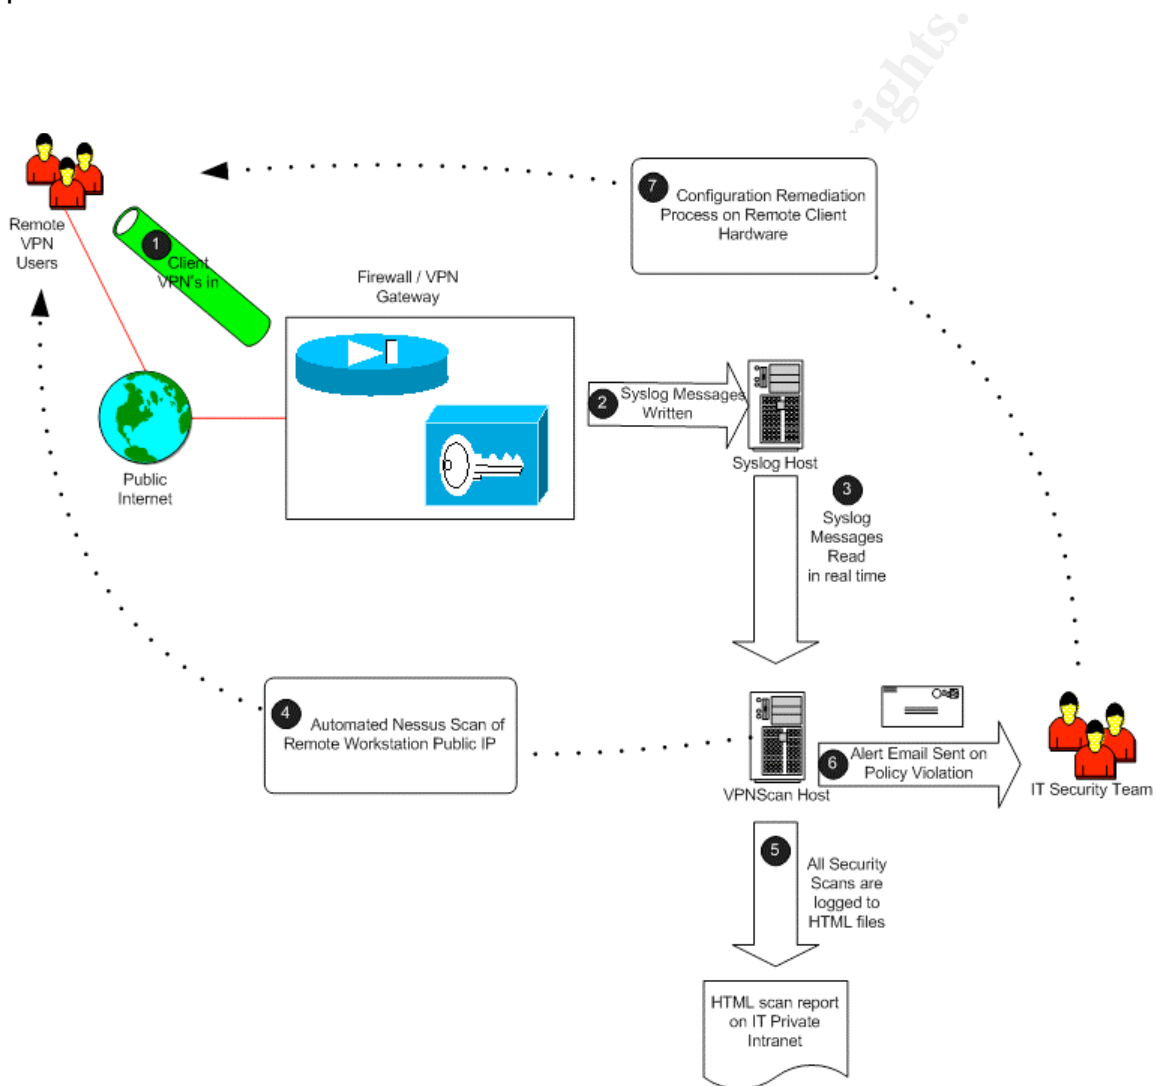 rights.
Remote
VPN
Users
1
Client
VPN's in
Firewall / VPN
Gateway
Public
Internet
2
Syslog Messages
Written
Syslog Host
3
Syslog
Messages
Read
in real time
4
Automated Nessus Scan of
Remote Workstation Public IP
VPNScan Host
5
All Security
Scans are
logged to
HTML files
HTML scan report
on IT Private
Intranet
6
Alert Email Sent on
Policy Violation
IT Security Team
7
Configuration Remediation
Process on Remote Client
Hardware